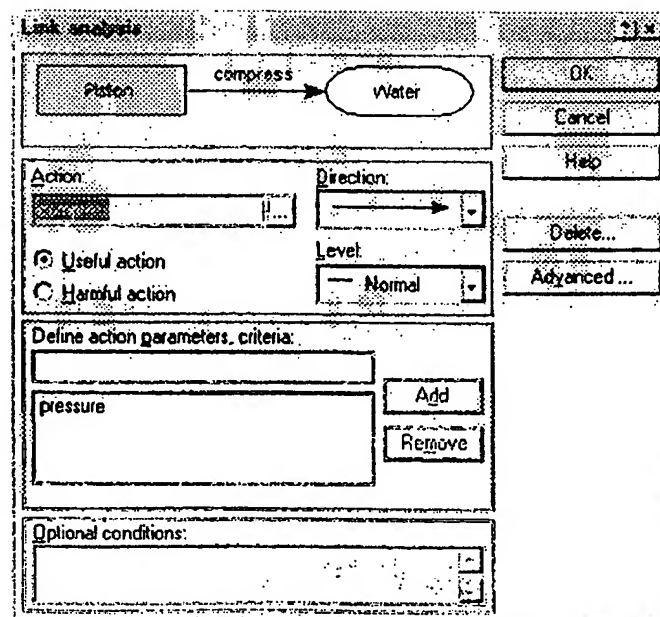 Link analysis
Piston
compress
Water
OK
Cancel
Help
Action:
Direction:
...
Delete...
Useful action
Level:
Normal
Advanced ...
Harmful action
Define action parameters, criteria:
Add
pressure
Remove
Optional conditions: